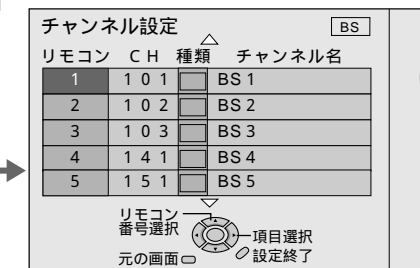 チャンネル設定 BS
リモコン CH 種類 チャンネル名
1 101 BS1
2 102 BS2
3 103 BS3
4 141 BS4
5 151 BS5
リモコン
番号選択
項目選択
元の画面 設定終了